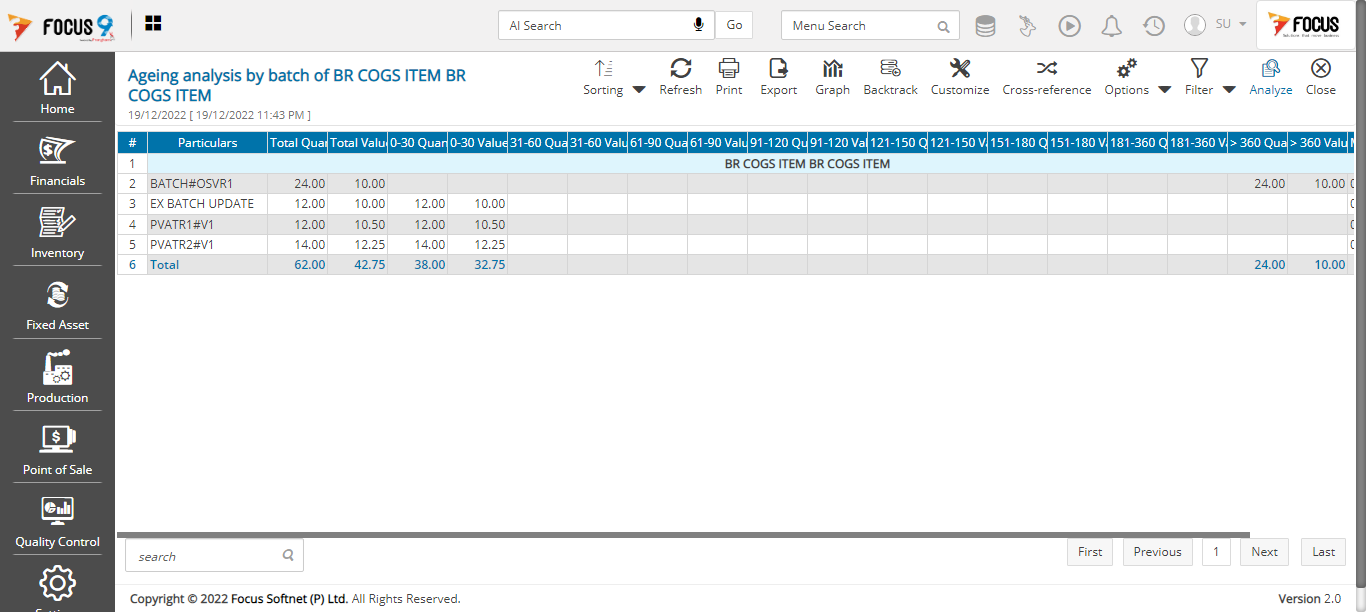 FOCUS 9
AI Search
Go
Menu Search
SU
FOCUS
Home
Financials
Inventory
Fixed Asset
Production
Point of Sale
Quality Control
Ageing analysis by batch of BR COGS ITEM BR
COGS ITEM
19/12/2022 [ 19/12/2022 11:43 PM ]
Sorting Refresh Print Export Graph Backtrack Customize Cross-reference Options Filter Analyze Close
# Particulars Total Quan Total Value 0-30 Quan 0-30 Value 31-60 Qua 31-60 Valu 61-90 Qua 61-90 Valu 91-120 Qu 91-120 Val 121-150 Q 121-150 V 151-180 Q 151-180 V 181-360 Q 181-360 V > 360 Qua > 360 Valu
1 BR COGS ITEM BR COGS ITEM
2 BATCH#OSVR1 24.00 10.00 24.00 10.00
3 EX BATCH UPDATE 12.00 10.00 12.00 10.00
4 PVATR1#V1 12.00 10.50 12.00 10.50
5 PVATR2#V1 14.00 12.25 14.00 12.25
6 Total 62.00 42.75 38.00 32.75 24.00 10.00
search
First Previous 1 Next Last
Copyright © 2022 Focus Softnet (P) Ltd. All Rights Reserved.
Version 2.0